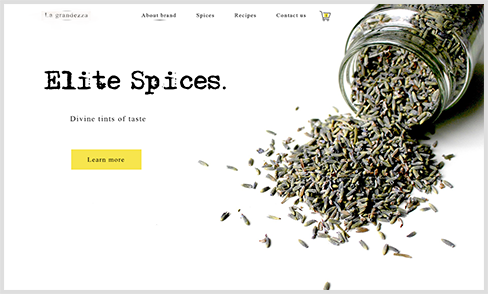 La grandezza
About brand Spices Recipes Contact us
Elite Spices.
Divine tints of taste
Learn more